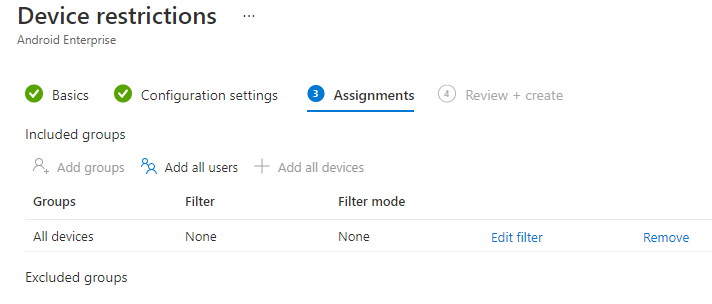 Device restrictions ...
Android Enterprise
Basics Configuration settings 3 Assignments 4 Review + create
Included groups
Add groups Add all users Add all devices
Groups Filter Filter mode
All devices None None Edit filter Remove
Excluded groups